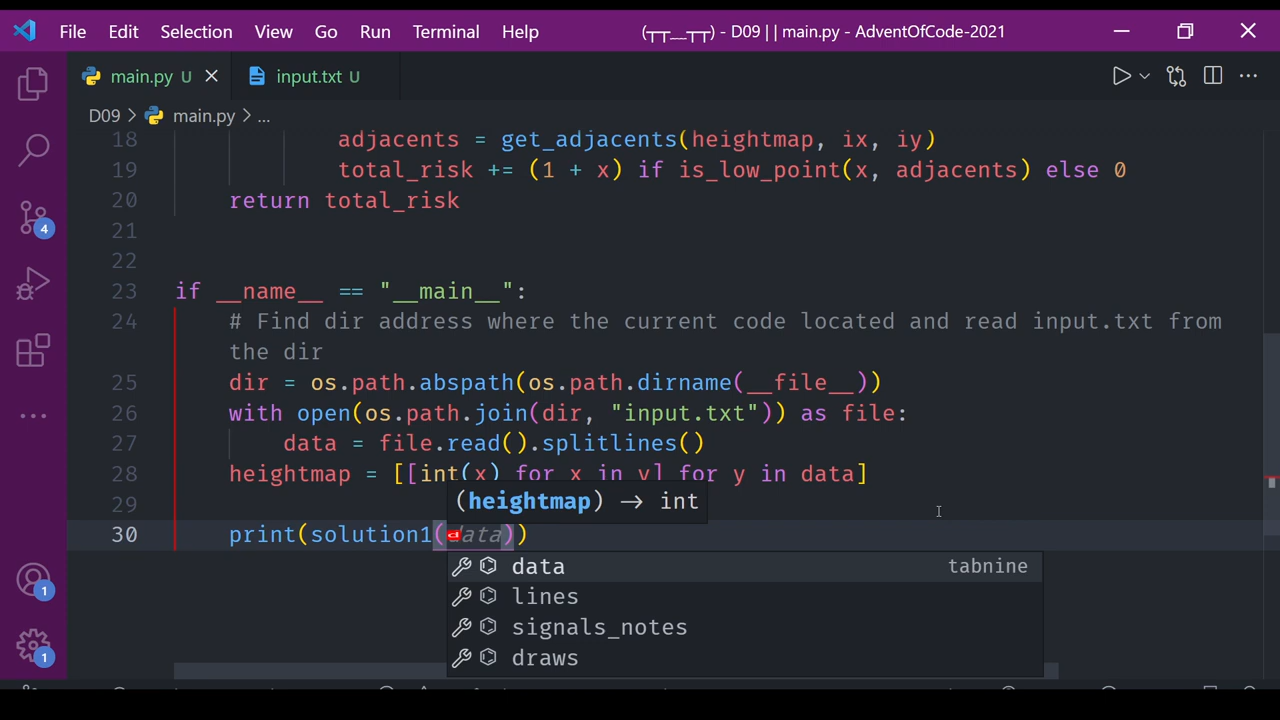 File Edit Selection View Go Run Terminal Help (┬┬﹏┬┬) - D09 || main.py - AdventOfCode-2021
main.py U input.txt U
D09 > main.py > ...
18 adjacents = get_adjacents(heightmap, ix, iy)
19 total_risk += (1 + x) if is_low_point(x, adjacents) else 0
20 return total_risk
21
22
23 if __name__ == "__main__":
24 # Find dir address where the current code located and read input.txt from
the dir
25 dir = os.path.abspath(os.path.dirname(__file__))
26 with open(os.path.join(dir, "input.txt")) as file:
27 data = file.read().splitlines()
28 heightmap = [[int(x) for x in y] for y in data]
29 (heightmap) → int
30 print(solution1(data))
data tabnine
lines
signals_notes
draws
4
1
1